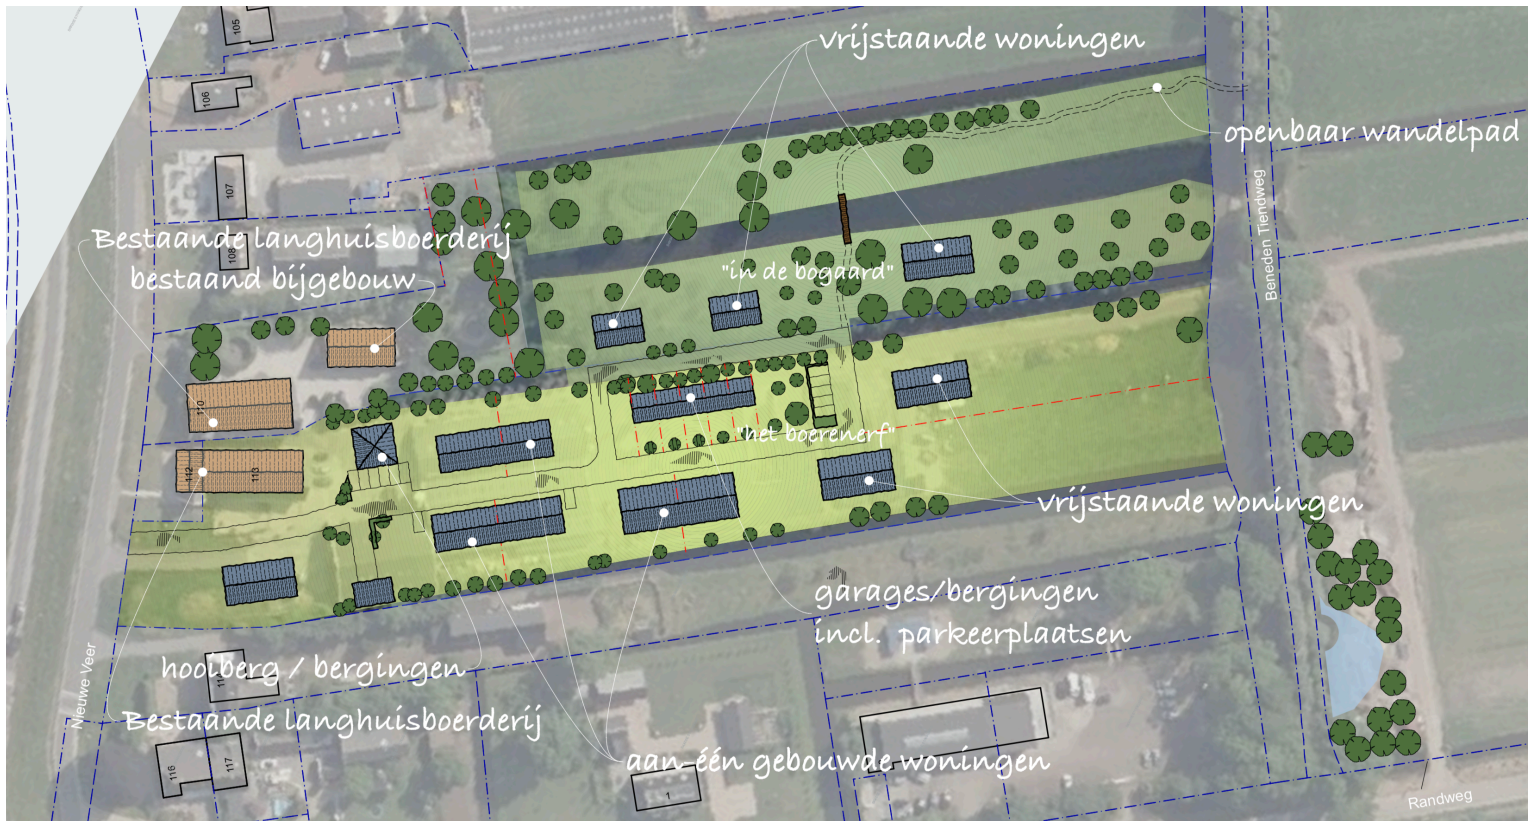 105
vrijstaande woningen
106
openbaar wandelpad
107
Beneden Tiendweg
108
Bestaande langhuisboerderij
bestaand bijgebouw
"in de bogaard"
110
"het boerenerf"
112
113
vrijstaande woningen
garages/bergingen
incl. parkeerplaatsen
hooiberg / bergingen
Nieuwe Veer
Bestaande langhuisboerderij
aan-één gebouwde woningen
116
117
1
Randweg